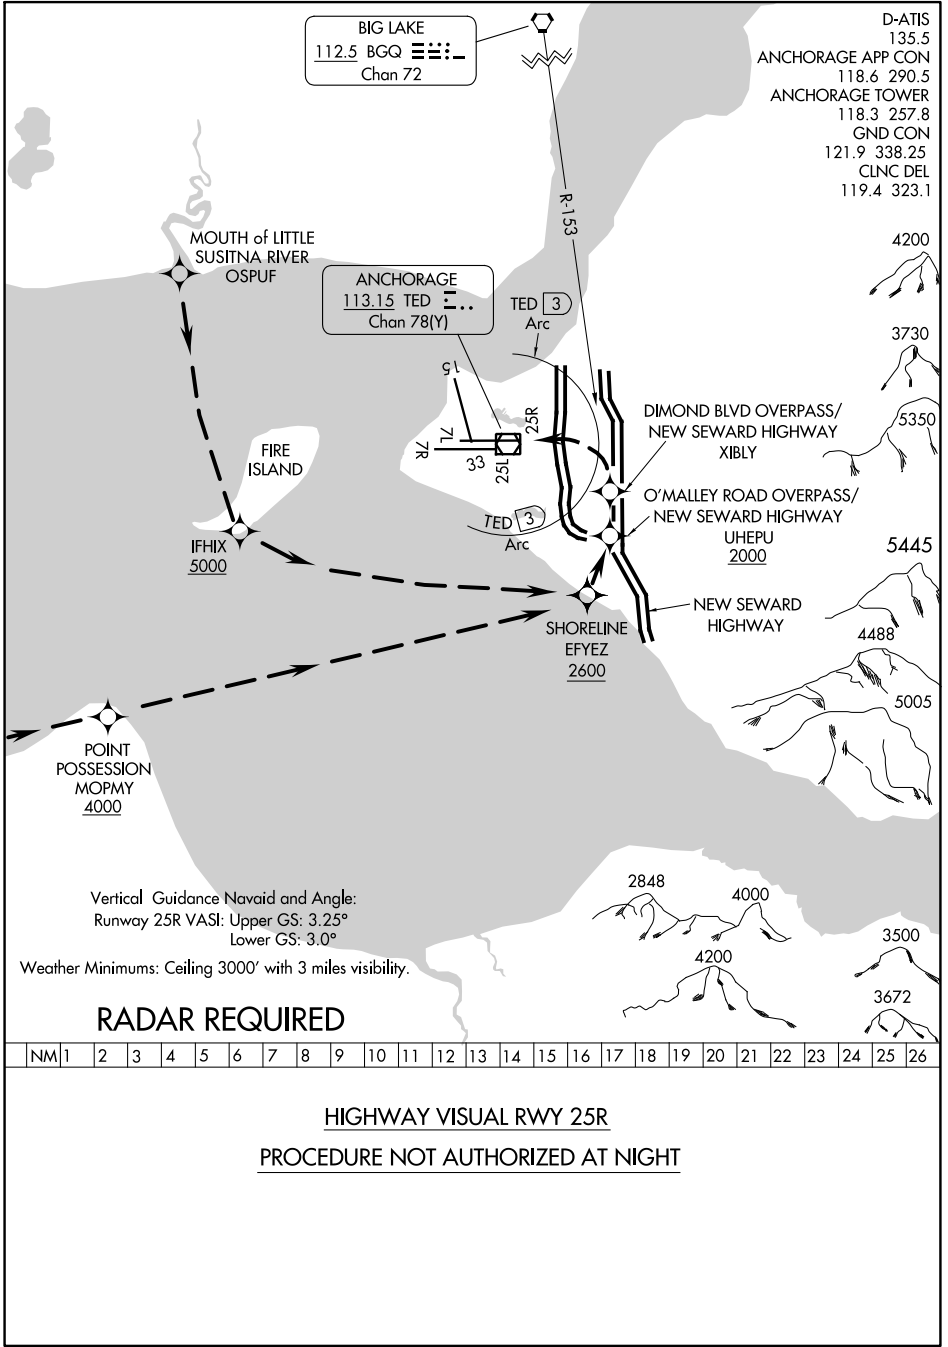 BIG LAKE
112.5 BGQ
Chan 72
D-ATIS
135.5
ANCHORAGE APP CON
118.6 290.5
ANCHORAGE TOWER
118.3 257.8
GND CON
121.9 338.25
CLNC DEL
119.4 323.1
R-153
MOUTH of LITTLE
SUSITNA RIVER
OSPUF
ANCHORAGE
113.15 TED
Chan 78(Y)
TED 3
Arc
4200
3730
5350
15
7L
7R
33
25L
25R
DIMOND BLVD OVERPASS/
NEW SEWARD HIGHWAY
XIBLY
FIRE
ISLAND
O'MALLEY ROAD OVERPASS/
NEW SEWARD HIGHWAY
UHEPU
2000
TED 3
Arc
IFHIX
5000
5445
NEW SEWARD
HIGHWAY
SHORELINE
EFYEZ
2600
4488
5005
POINT
POSSESSION
MOPMY
4000
Vertical Guidance Navaid and Angle:
Runway 25R VASI: Upper GS: 3.25°
Lower GS: 3.0°
Weather Minimums: Ceiling 3000' with 3 miles visibility.
2848
4000
4200
3500
3672
RADAR REQUIRED
NM 1 2 3 4 5 6 7 8 9 10 11 12 13 14 15 16 17 18 19 20 21 22 23 24 25 26
HIGHWAY VISUAL RWY 25R
PROCEDURE NOT AUTHORIZED AT NIGHT